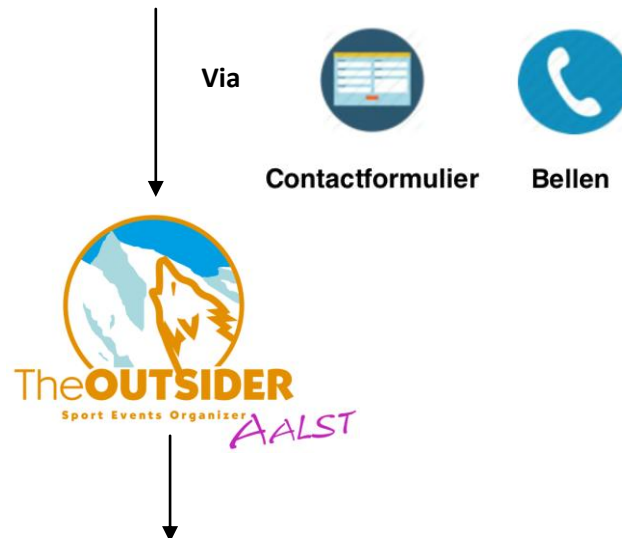 Via
Contactformulier
Bellen
TheOUTSIDER
Sport Events Organizer
AALST